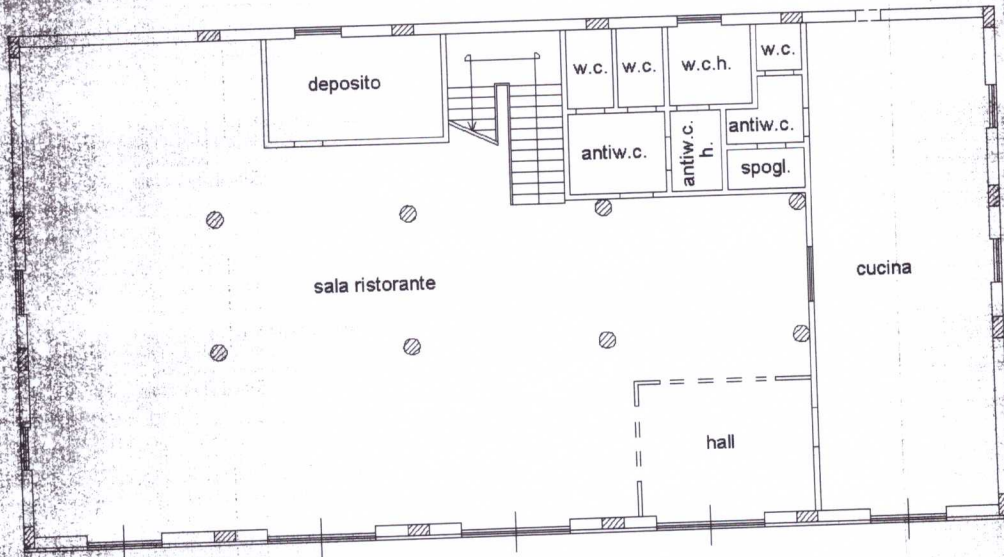 deposito
w.c.
w.c.
w.c.h.
w.c.
antiw.c.
antiw.c.
h.
antiw.c.
spogl.
sala ristorante
cucina
hall